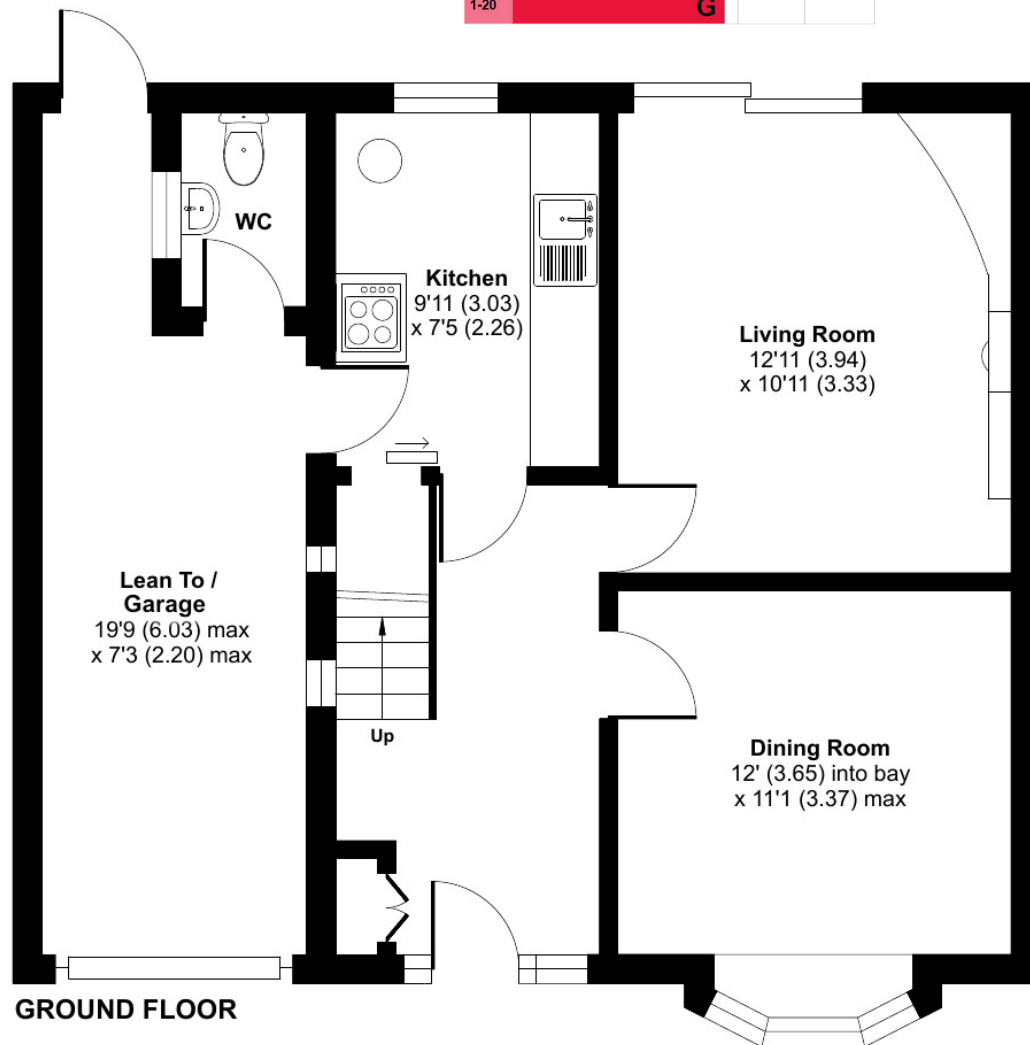 1-20
G
WC
Kitchen
9'11 (3.03)
x 7'5 (2.26)
Living Room
12'11 (3.94)
x 10'11 (3.33)
Lean To /
Garage
19'9 (6.03) max
x 7'3 (2.20) max
Up
Dining Room
12' (3.65) into bay
x 11'1 (3.37) max
GROUND FLOOR